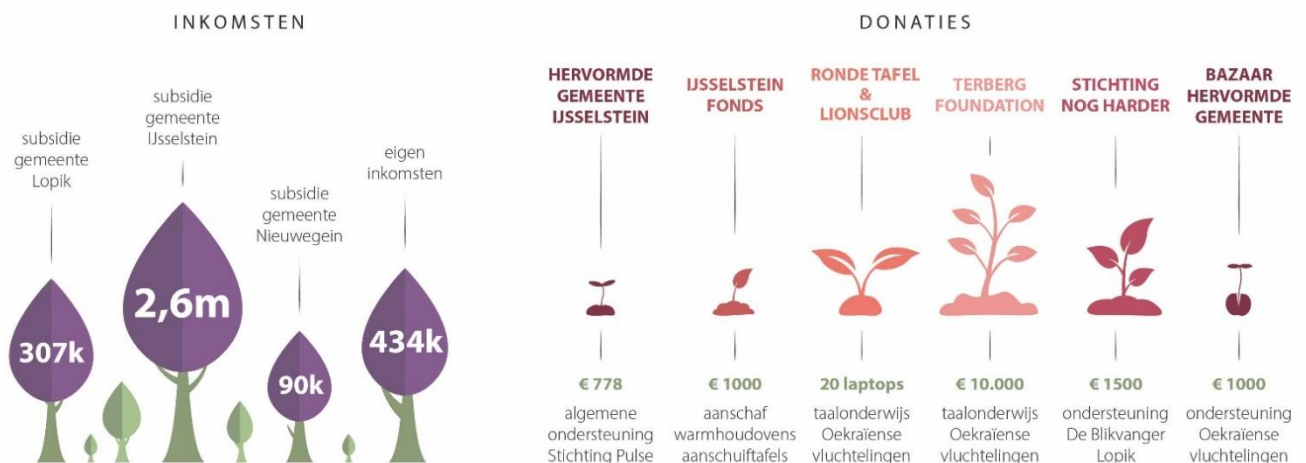 INKOMSTEN
subsidie
gemeente
Lopik
307k
subsidie
gemeente
IJsselstein
2,6m
subsidie
gemeente
Nieuwegein
90k
eigen
inkomsten
434k
DONATIES
HERVORMDE
GEMEENTE
IJSSELSTEIN
€ 778
algemene
ondersteuning
Stichting Pulse
IJSSELSTEIN
FONDS
€ 1000
aanschaf
warmhoudovens
aanschuiftafels
RONDE TAFEL
&
LIONSCLUB
20 laptops
taalonderwijs
Oekraïense
vluchtelingen
TERBERG
FOUNDATION
€ 10.000
taalonderwijs
Oekraïense
vluchtelingen
STICHTING
NOG HARDER
€ 1500
ondersteuning
De Blikvanger
Lopik
BAZAAR
HERVORMDE
GEMEENTE
€ 1000
ondersteuning
Oekraïense
vluchtelingen